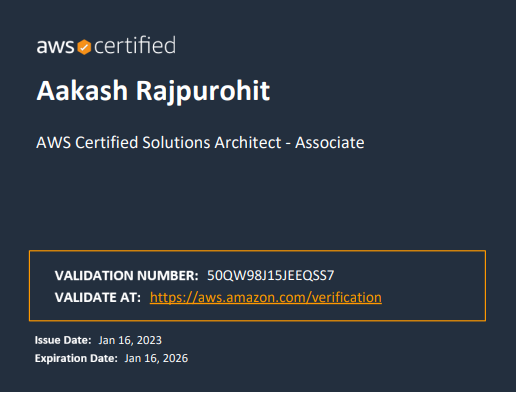 aws certified
Aakash Rajpurohit
AWS Certified Solutions Architect - Associate
VALIDATION NUMBER: 50QW98J15JEEQSS7
VALIDATE AT: https://aws.amazon.com/verification
Issue Date: Jan 16, 2023
Expiration Date: Jan 16, 2026